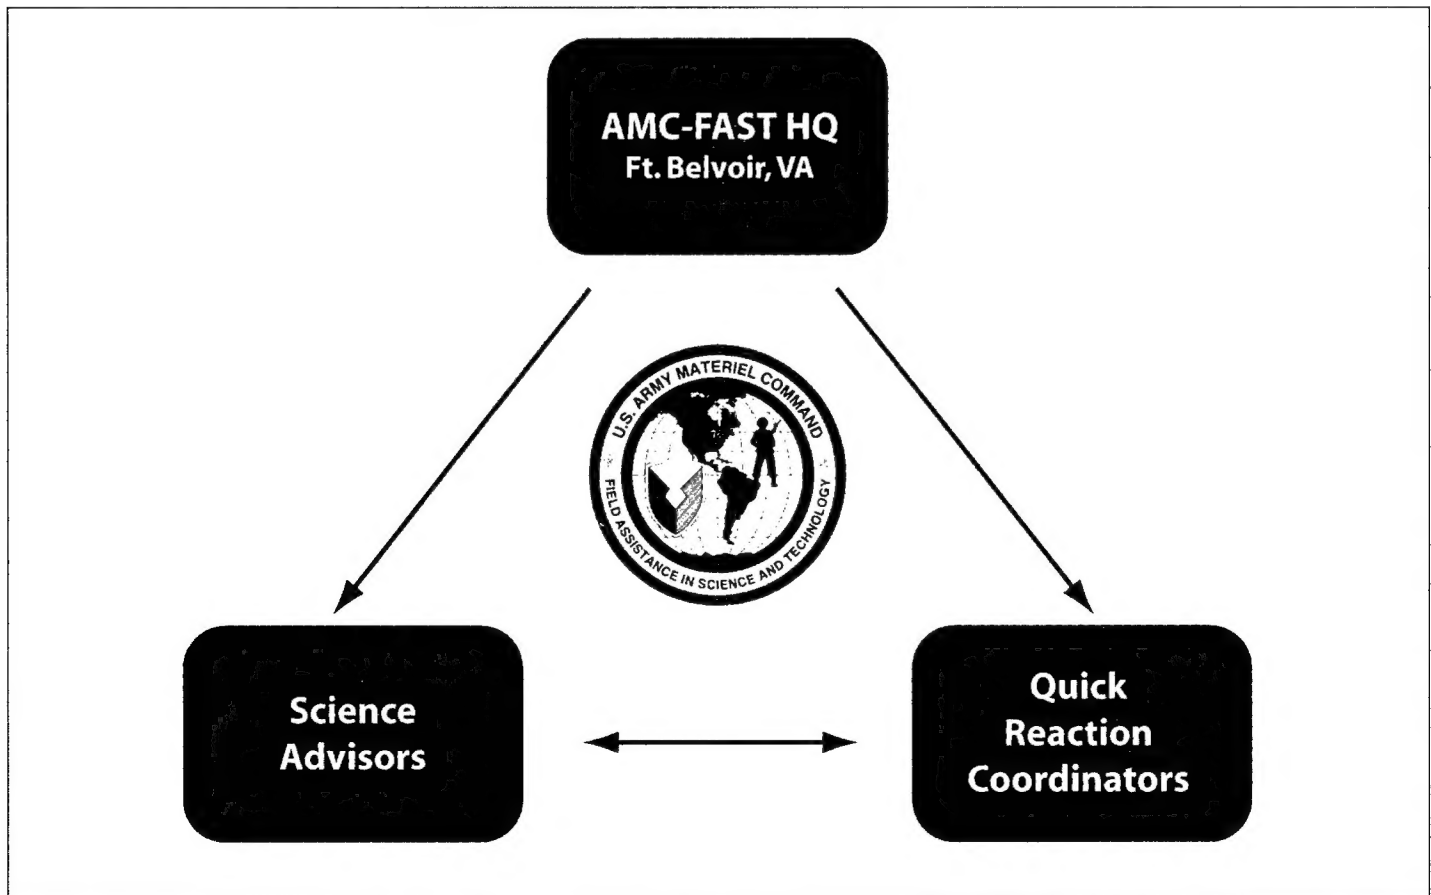 AMC-FAST HQ
Ft. Belvoir, VA
U.S. ARMY MATERIEL COMMAND
FIELD ASSISTANCE IN SCIENCE AND TECHNOLOGY
Science
Advisors
Quick
Reaction
Coordinators